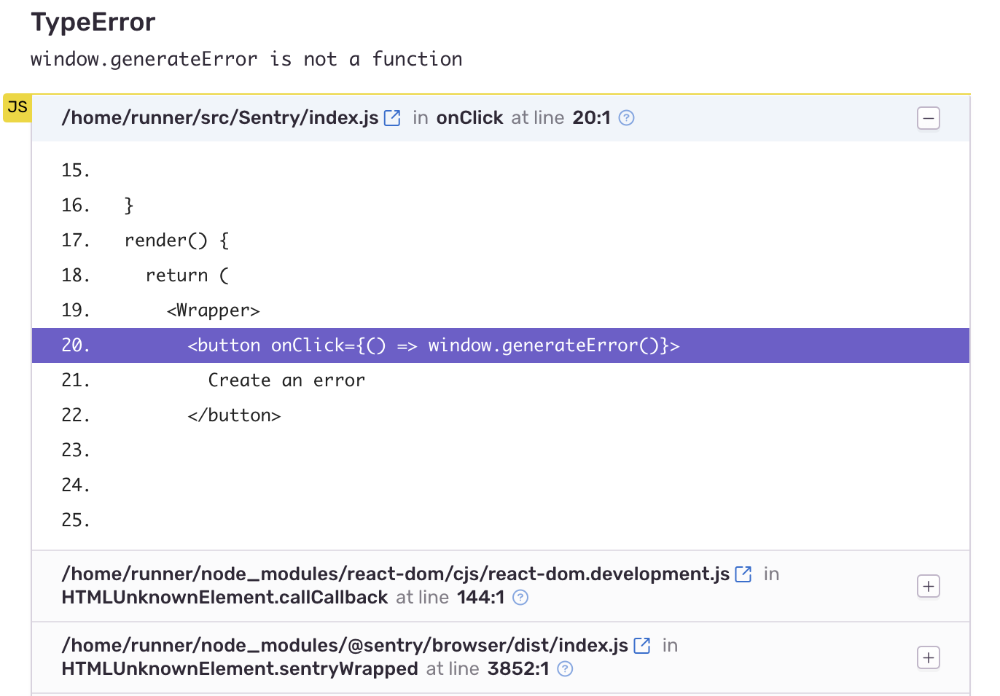 TypeError
window.generateError is not a function
JS
/home/runner/src/Sentry/index.js in onClick at line 20:1 ?
15.
16. }
17. render() {
18. return (
19. <Wrapper>
20. <button onClick={() => window.generateError()}>
21. Create an error
22. </button>
23.
24.
25.
/home/runner/node_modules/react-dom/cjs/react-dom.development.js in
HTMLUnknownElement.callCallback at line 144:1 ?
/home/runner/node_modules/@sentry/browser/dist/index.js in
HTMLUnknownElement.sentryWrapped at line 3852:1 ?